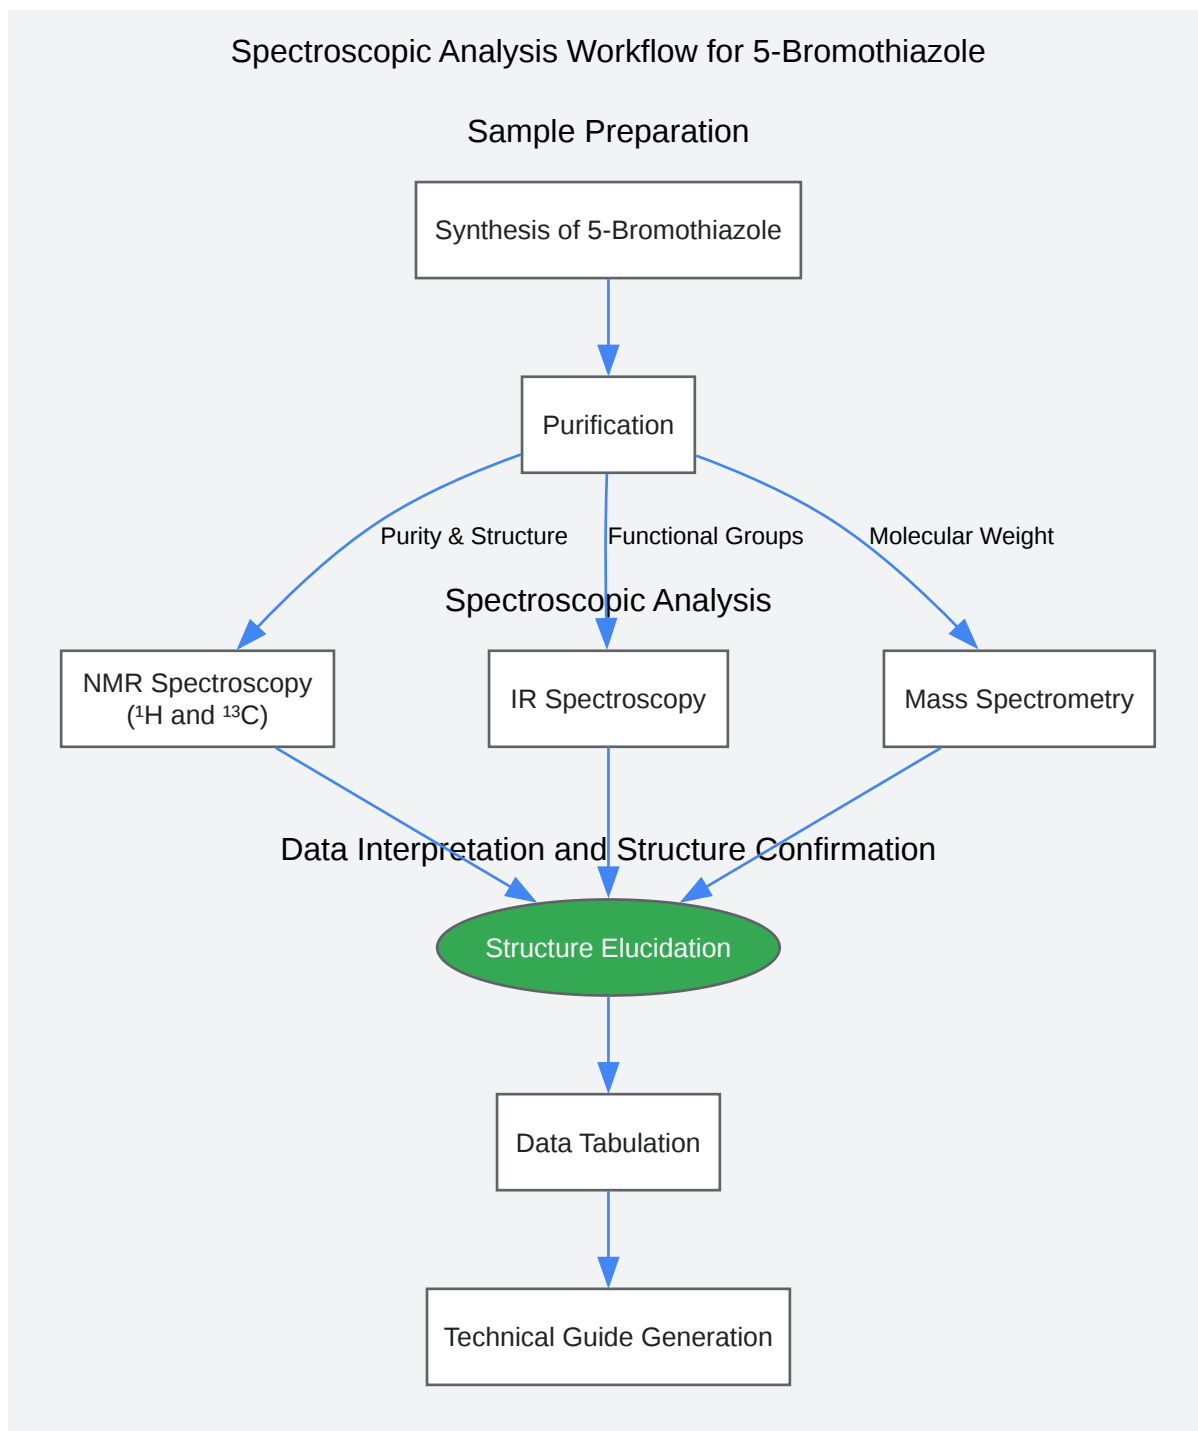 Spectroscopic Analysis Workflow for 5-Bromothiazole
Sample Preparation
Synthesis of 5-Bromothiazole
Purification
Purity & Structure
Functional Groups
Molecular Weight
Spectroscopic Analysis
NMR Spectroscopy
(¹H and ¹³C)
IR Spectroscopy
Mass Spectrometry
Data Interpretation and Structure Confirmation
Structure Elucidation
Data Tabulation
Technical Guide Generation